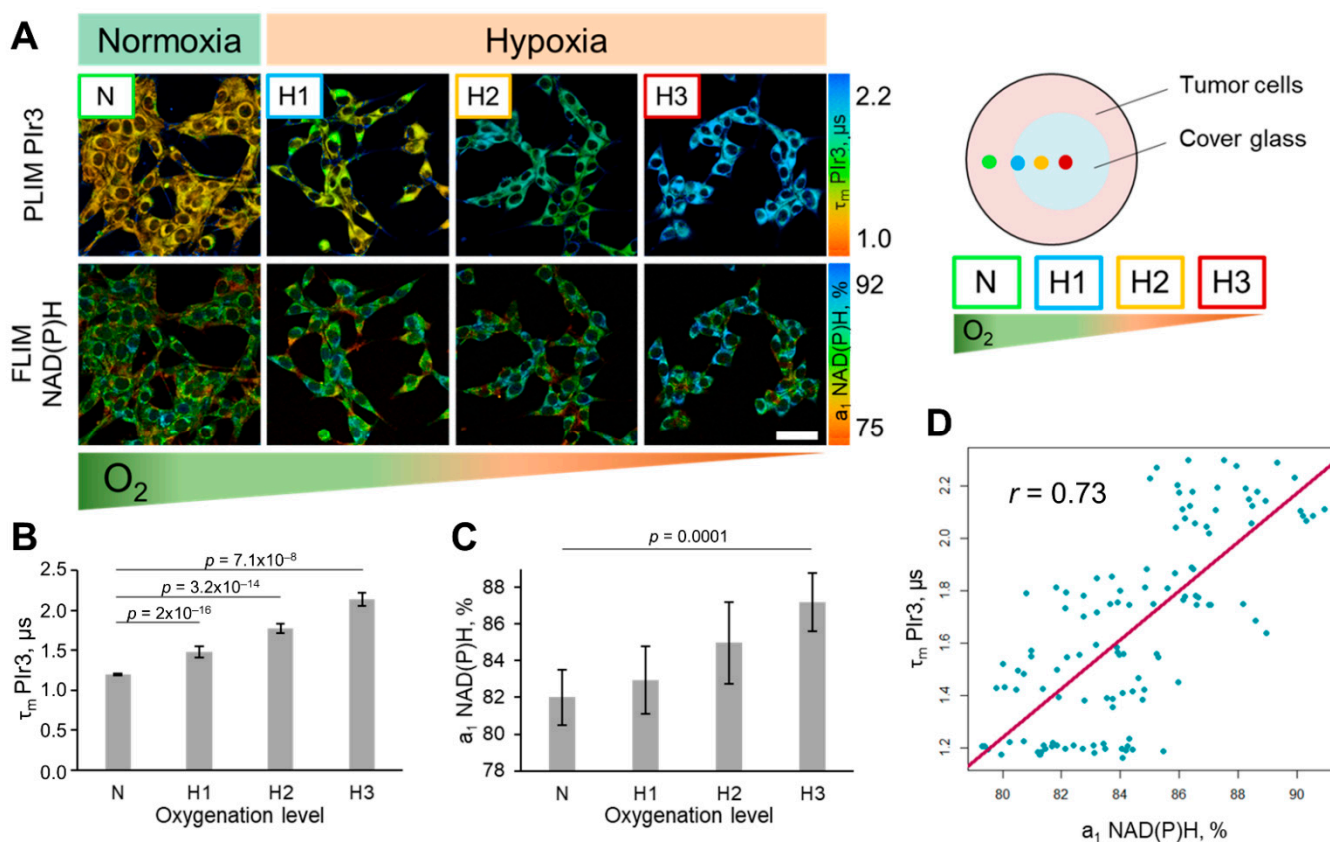 A
Normoxia
Hypoxia
N
H1
H2
H3
PLIM PIr3
2.2
τm PIr3, µs
1.0
FLIM
NAD(P)H
92
a₁ NAD(P)H, %
75
O₂
Tumor cells
Cover glass
N
H1
H2
H3
O₂
B
p = 7.1x10⁻⁸
p = 3.2x10⁻¹⁴
p = 2x10⁻¹⁶
τm PIr3, µs
2.5
2.0
1.5
1.0
0.5
0.0
N
H1
H2
H3
Oxygenation level
C
p = 0.0001
a₁ NAD(P)H, %
88
86
84
82
80
78
N
H1
H2
H3
Oxygenation level
D
r = 0.73
τm PIr3, µs
2.2
2.0
1.8
1.6
1.4
1.2
80
82
84
86
88
90
a₁ NAD(P)H, %